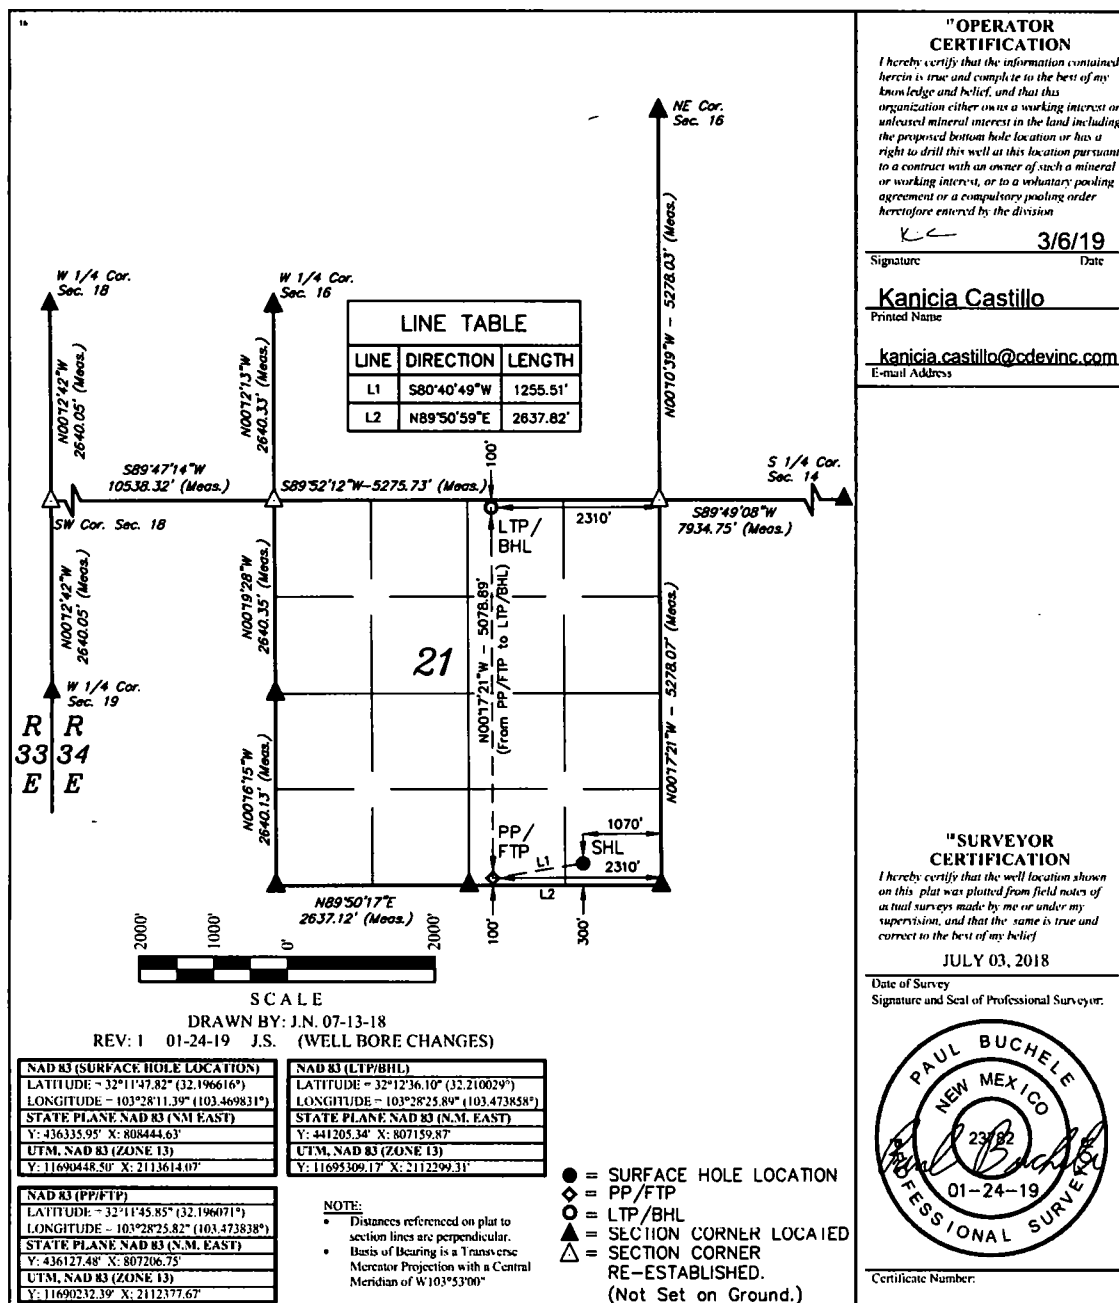 16
NE Cor.
Sec. 16
W 1/4 Cor.
Sec. 18
W 1/4 Cor.
Sec. 16
N00°12'42"W
2640.05' (Meas.)
N00°12'13"W
2640.33' (Meas.)
N00°10'39"W - 5278.03' (Meas.)
LINE TABLE
LINE DIRECTION LENGTH
L1 S80°40'49"W 1255.51'
L2 N89°50'59"E 2637.82'
S89°47'14"W
10538.32' (Meas.)
S89°52'12"W-5275.73' (Meas.)
100'
S 1/4 Cor.
Sec. 14
SW Cor. Sec. 18
2310'
S89°49'08"W
7934.75' (Meas.)
LTP/
BHL
N00°12'42"W
2640.05' (Meas.)
N00°19'28"W
2640.35' (Meas.)
N00°17'21"W - 5078.89'
(From PP/FTP to LTP/BHL)
21
N00°17'21"W - 5278.07' (Meas.)
W 1/4 Cor.
Sec. 19
R R
33 34
E E
N00°16'15"W
2640.13' (Meas.)
PP/
FTP
1070'
SHL
L1
2310'
L2
N89°50'17"E
2637.12' (Meas.)
100'
300'
2000'
1000'
0'
2000'
SCALE
DRAWN BY: J.N. 07-13-18
REV: 1 01-24-19 J.S. (WELL BORE CHANGES)
NAD 83 (SURFACE HOLE LOCATION)
LATITUDE = 32°11'47.82" (32.196616°)
LONGITUDE = 103°28'11.39" (103.469831°)
STATE PLANE NAD 83 (NM EAST)
Y: 436335.95' X: 808444.63'
UTM, NAD 83 (ZONE 13)
Y: 11690448.50' X: 2113614.07'
NAD 83 (LTP/BHL)
LATITUDE = 32°12'36.10" (32.210029°)
LONGITUDE = 103°28'25.89" (103.473858°)
STATE PLANE NAD 83 (N.M. EAST)
Y: 441205.34' X: 807159.87'
UTM, NAD 83 (ZONE 13)
Y: 11695309.17' X: 2112299.31'
NAD 83 (PP/FTP)
LATITUDE = 32°11'45.85" (32.196071°)
LONGITUDE = 103°28'25.82" (103.473838°)
STATE PLANE NAD 83 (N.M. EAST)
Y: 436127.48' X: 807206.75'
UTM, NAD 83 (ZONE 13)
Y: 11690232.39' X: 2112377.67'
NOTE:
• Distances referenced on plat to
section lines are perpendicular.
• Basis of Bearing is a Transverse
Mercator Projection with a Central
Meridian of W103°53'00"
= SURFACE HOLE LOCATION
= PP/FTP
= LTP/BHL
= SECTION CORNER LOCATED
= SECTION CORNER
RE-ESTABLISHED.
(Not Set on Ground.)
17 OPERATOR
CERTIFICATION
I hereby certify that the information contained
herein is true and complete to the best of my
knowledge and belief, and that this
organization either owns a working interest or
unleased mineral interest in the land including
the proposed bottom hole location or has a
right to drill this well at this location pursuant
to a contract with an owner of such a mineral
or working interest, or to a voluntary pooling
agreement or a compulsory pooling order
heretofore entered by the division
3/6/19
Signature Date
Kanicia Castillo
Printed Name
kanicia.castillo@cdevinc.com
E-mail Address
18 SURVEYOR
CERTIFICATION
I hereby certify that the well location shown
on this plat was plotted from field notes of
actual surveys made by me or under my
supervision, and that the same is true and
correct to the best of my belief
JULY 03, 2018
Date of Survey
Signature and Seal of Professional Surveyor:
PAUL BUCHELE
NEW MEXICO
23782
Paul Buchele
01-24-19
PROFESSIONAL SURVEYOR
Certificate Number: